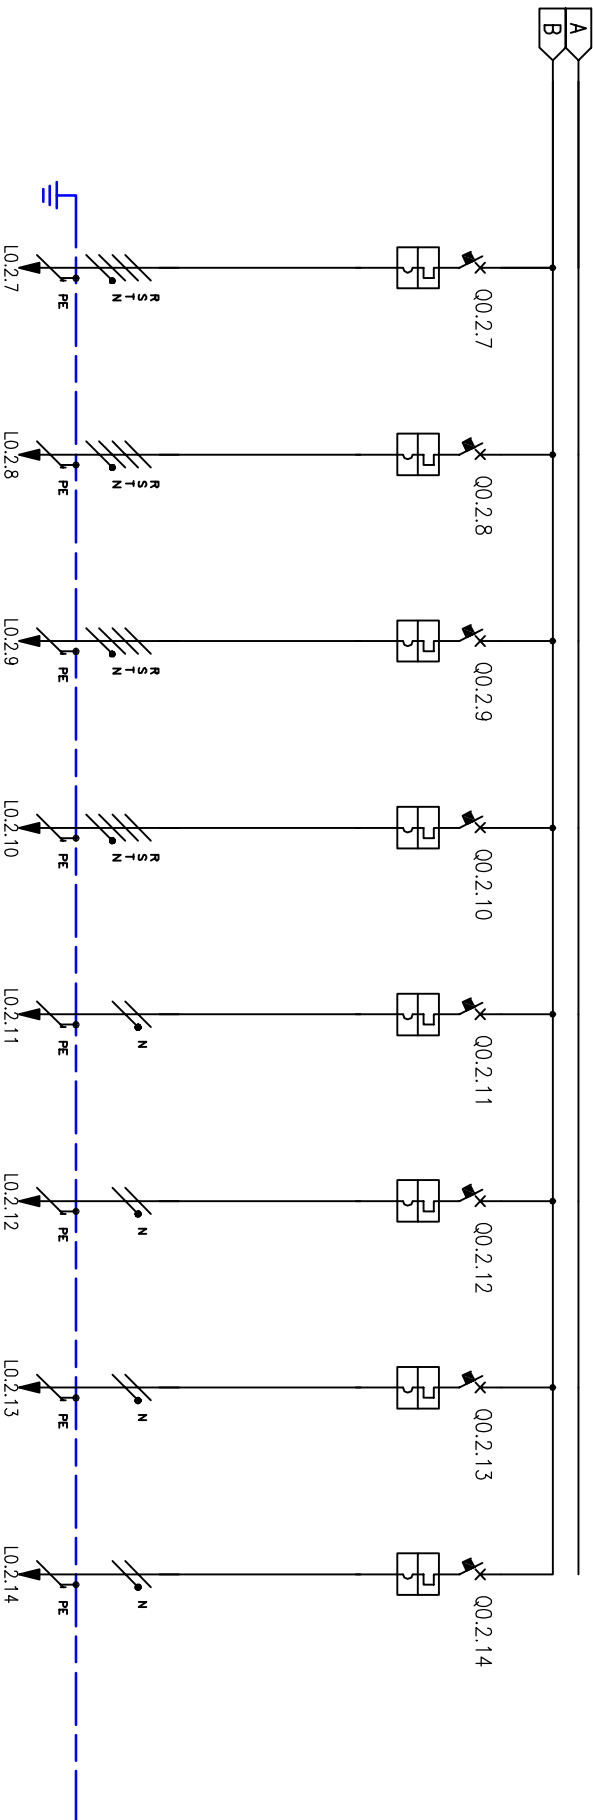 A
B
Q0.2.7
Q0.2.8
Q0.2.9
Q0.2.10
Q0.2.11
Q0.2.12
Q0.2.13
Q0.2.14
R
S
T
N
R
S
T
N
R
S
T
N
R
S
T
N
N
N
N
N
PE
PE
PE
PE
PE
PE
PE
PE
L0.2.7
L0.2.8
L0.2.9
L0.2.10
L0.2.11
L0.2.12
L0.2.13
L0.2.14